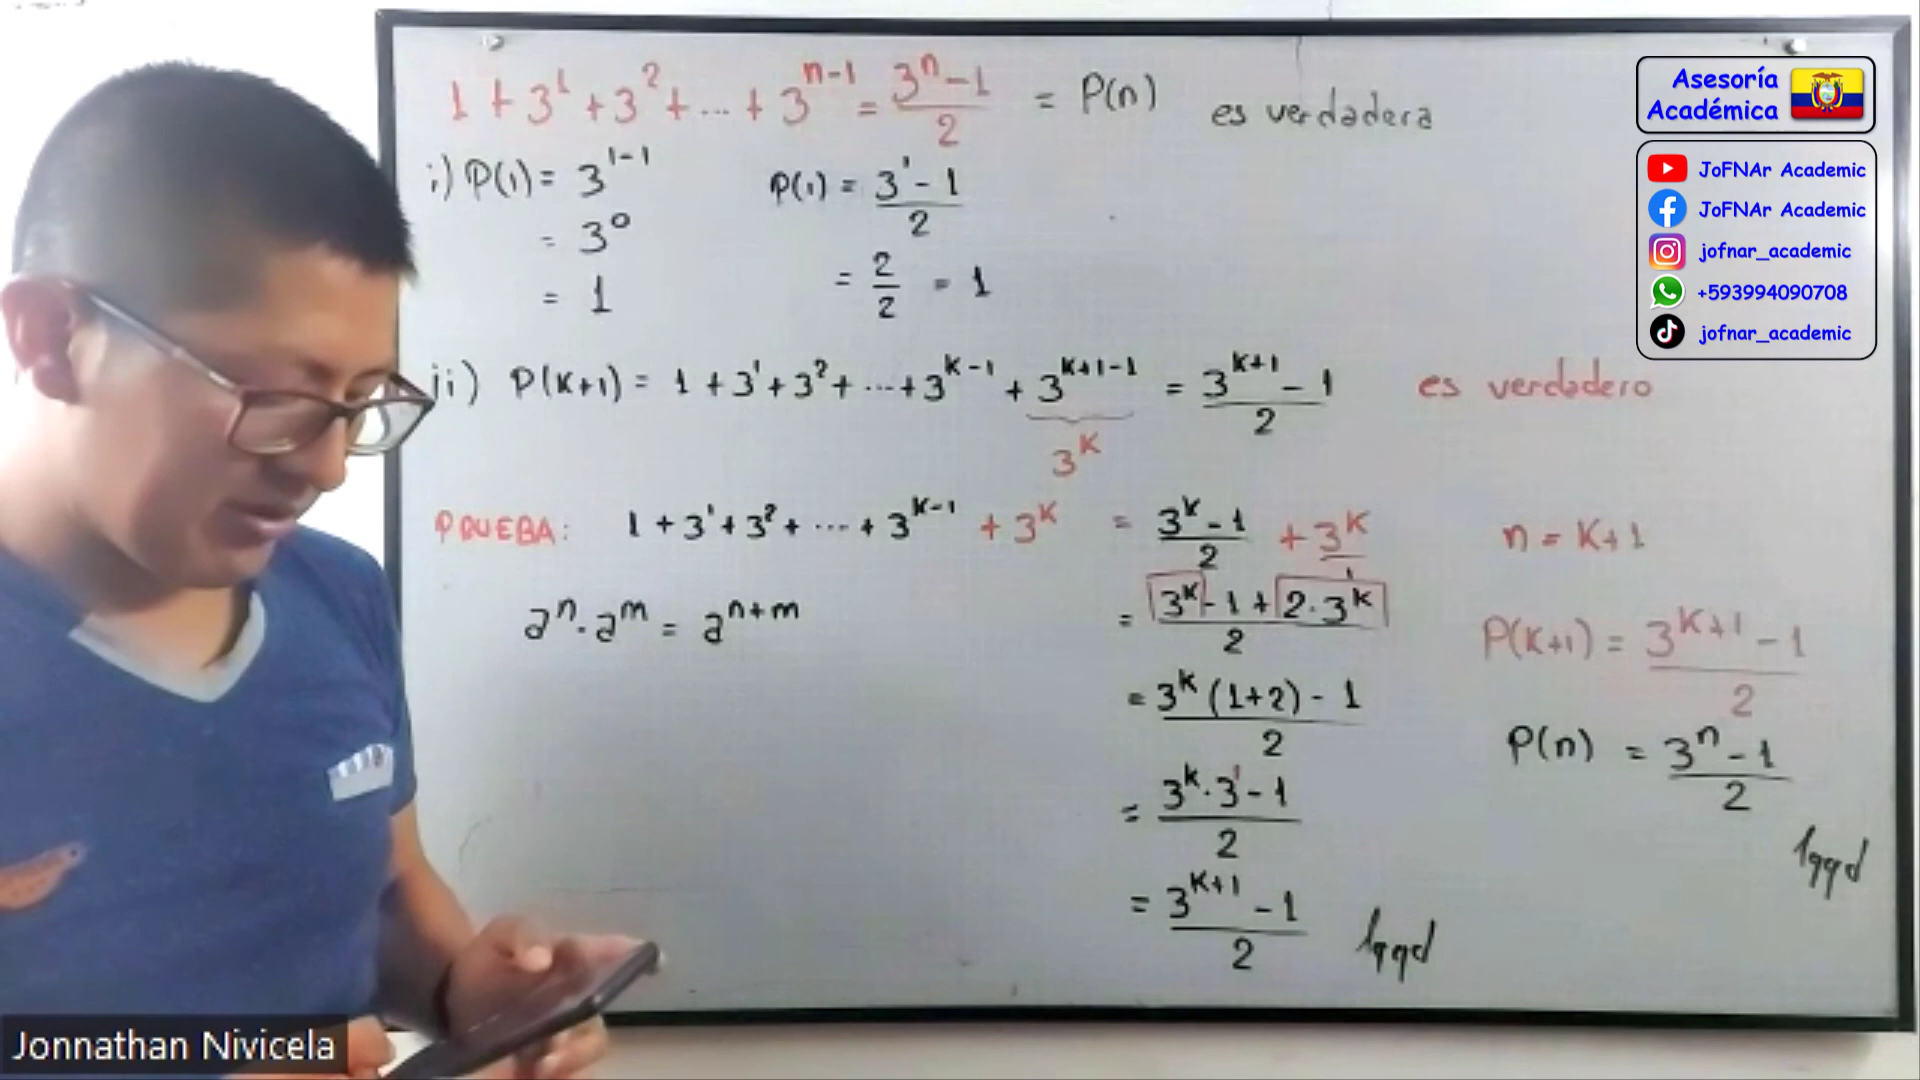 1 + 3¹ + 3² + ... + 3ⁿ⁻¹ = (3ⁿ - 1)/2 = P(n) es verdadera
i) P(1) = 3¹⁻¹
= 3⁰
= 1
P(1) = (3¹ - 1)/2
= 2/2 = 1
ii) P(K+1) = 1 + 3¹ + 3² + ... + 3ᴷ⁻¹ + 3ᴷ⁺¹⁻¹ = (3ᴷ⁺¹ - 1)/2 es verdadero
3ᴷ
PRUEBA: 1 + 3¹ + 3² + ... + 3ᴷ⁻¹ + 3ᴷ = (3ᴷ - 1)/2 + 3ᴷ/1
= (3ᴷ - 1 + 2·3ᴷ)/2
= (3ᴷ(1+2) - 1)/2
= (3ᴷ·3¹ - 1)/2
= (3ᴷ⁺¹ - 1)/2 lqqd
aⁿ·aᵐ = aⁿ⁺ᵐ
n = K+1
P(K+1) = (3ᴷ⁺¹ - 1)/2
P(n) = (3ⁿ - 1)/2
lqqd
Asesoría
Académica
JoFNAr Academic
JoFNAr Academic
jofnar_academic
+593994090708
jofnar_academic
Jonnathan Nivicela